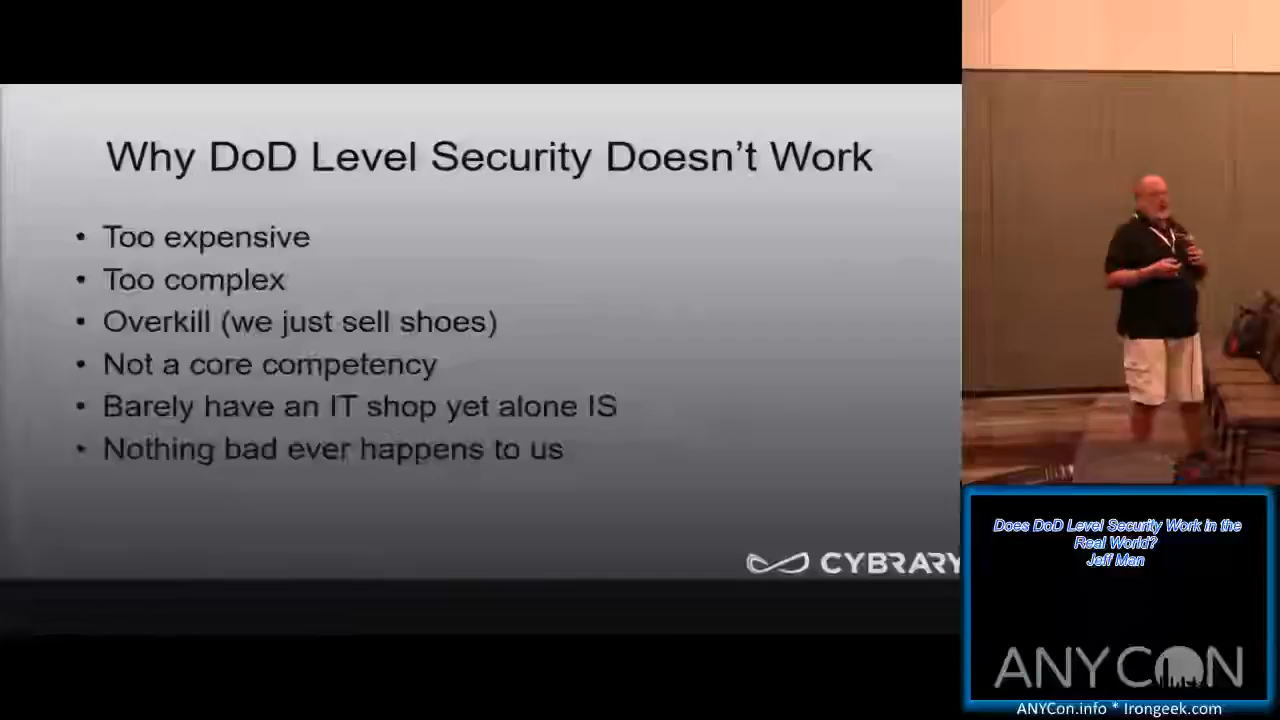 Why DoD Level Security Doesn't Work
• Too expensive
• Too complex
• Overkill (we just sell shoes)
• Not a core competency
• Barely have an IT shop yet alone IS
• Nothing bad ever happens to us
CYBRARY
Does DoD Level Security Work in the
Real World?
Jeff Man
ANYCON
ANYCon.info * Irongeek.com